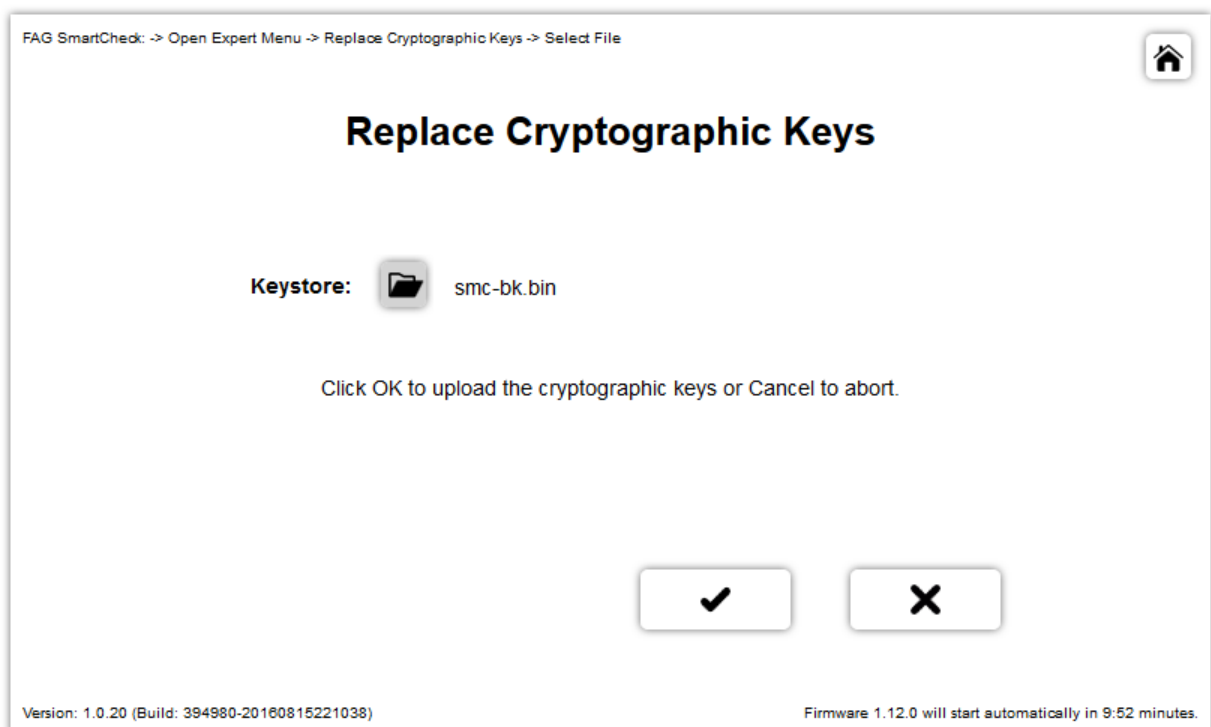 FAG SmartCheck: -> Open Expert Menu -> Replace Cryptographic Keys -> Select File
Replace Cryptographic Keys
Keystore: smc-bk.bin
Click OK to upload the cryptographic keys or Cancel to abort.
Version: 1.0.20 (Build: 394980-20160815221038) Firmware 1.12.0 will start automatically in 9:52 minutes.